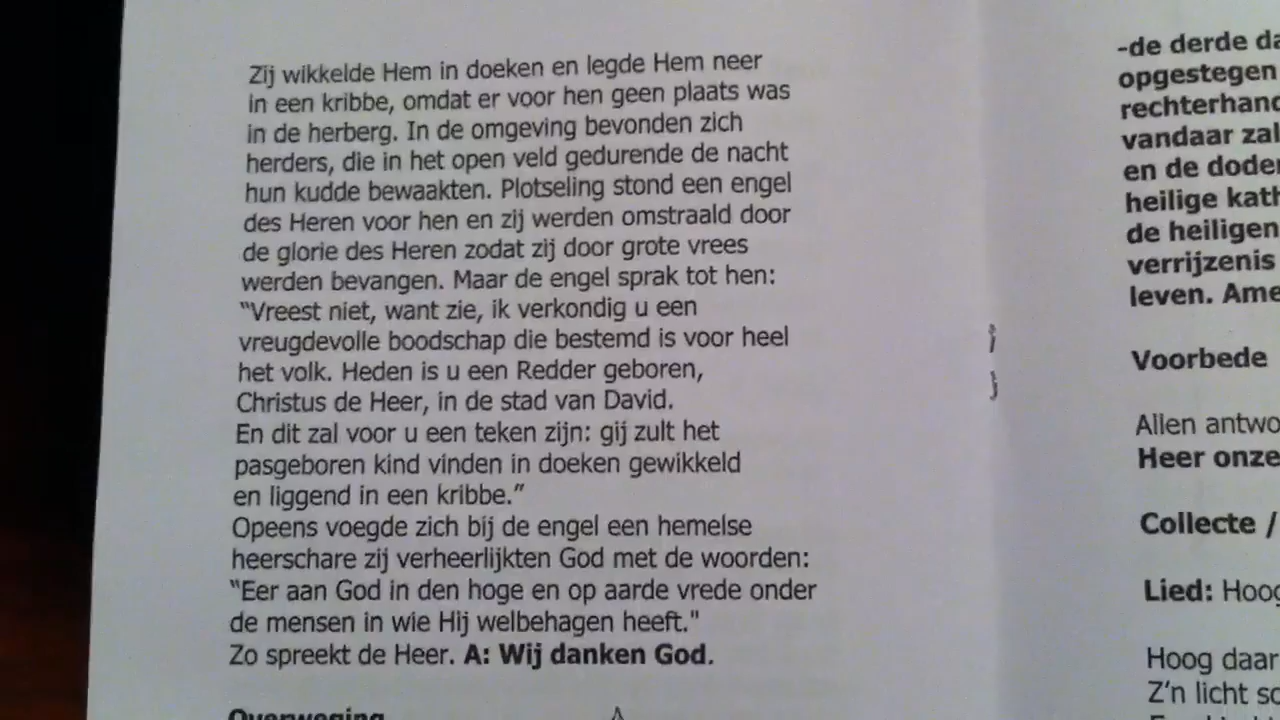 Zij wikkelde Hem in doeken en legde Hem neer
in een kribbe, omdat er voor hen geen plaats was
in de herberg. In de omgeving bevonden zich
herders, die in het open veld gedurende de nacht
hun kudde bewaakten. Plotseling stond een engel
des Heren voor hen en zij werden omstraald door
de glorie des Heren zodat zij door grote vrees
werden bevangen. Maar de engel sprak tot hen:
“Vreest niet, want zie, ik verkondig u een
vreugdevolle boodschap die bestemd is voor heel
het volk. Heden is u een Redder geboren,
Christus de Heer, in de stad van David.
En dit zal voor u een teken zijn: gij zult het
pasgeboren kind vinden in doeken gewikkeld
en liggend in een kribbe.”
Opeens voegde zich bij de engel een hemelse
heerschare zij verheerlijkten God met de woorden:
“Eer aan God in den hoge en op aarde vrede onder
de mensen in wie Hij welbehagen heeft."
Zo spreekt de Heer. A: Wij danken God.
Overweging
-de derde
opgestegen
vandaar zal
en de
heilige
de heiligen
verrijzenis
leven.
Voorbede
Allen
Heer onze
Collecte /
Lied:
Hoog daar
Z’n licht